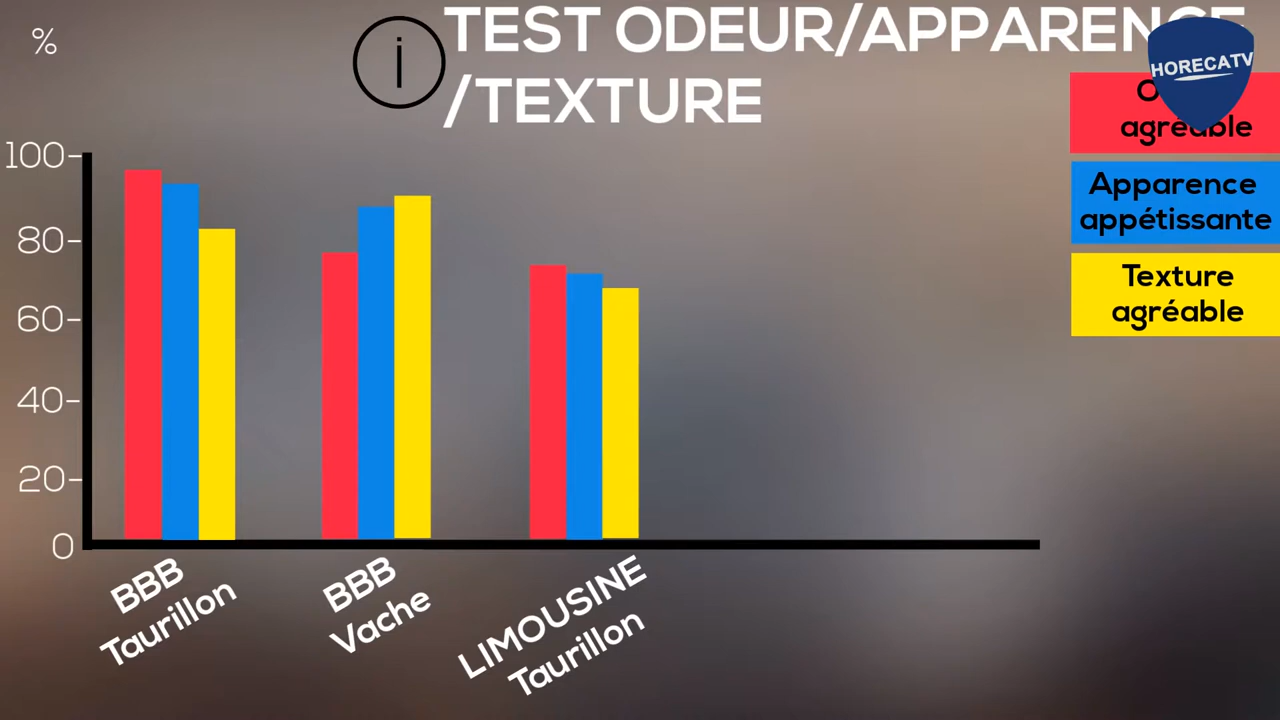 %
i
TEST ODEUR/APPARENCE
/TEXTURE
HORECATV
agréable
Apparence
appétissante
Texture
agréable
100
80
60
40
20
0
BBB
Taurillon
BBB
Vache
LIMOUSINE
Taurillon